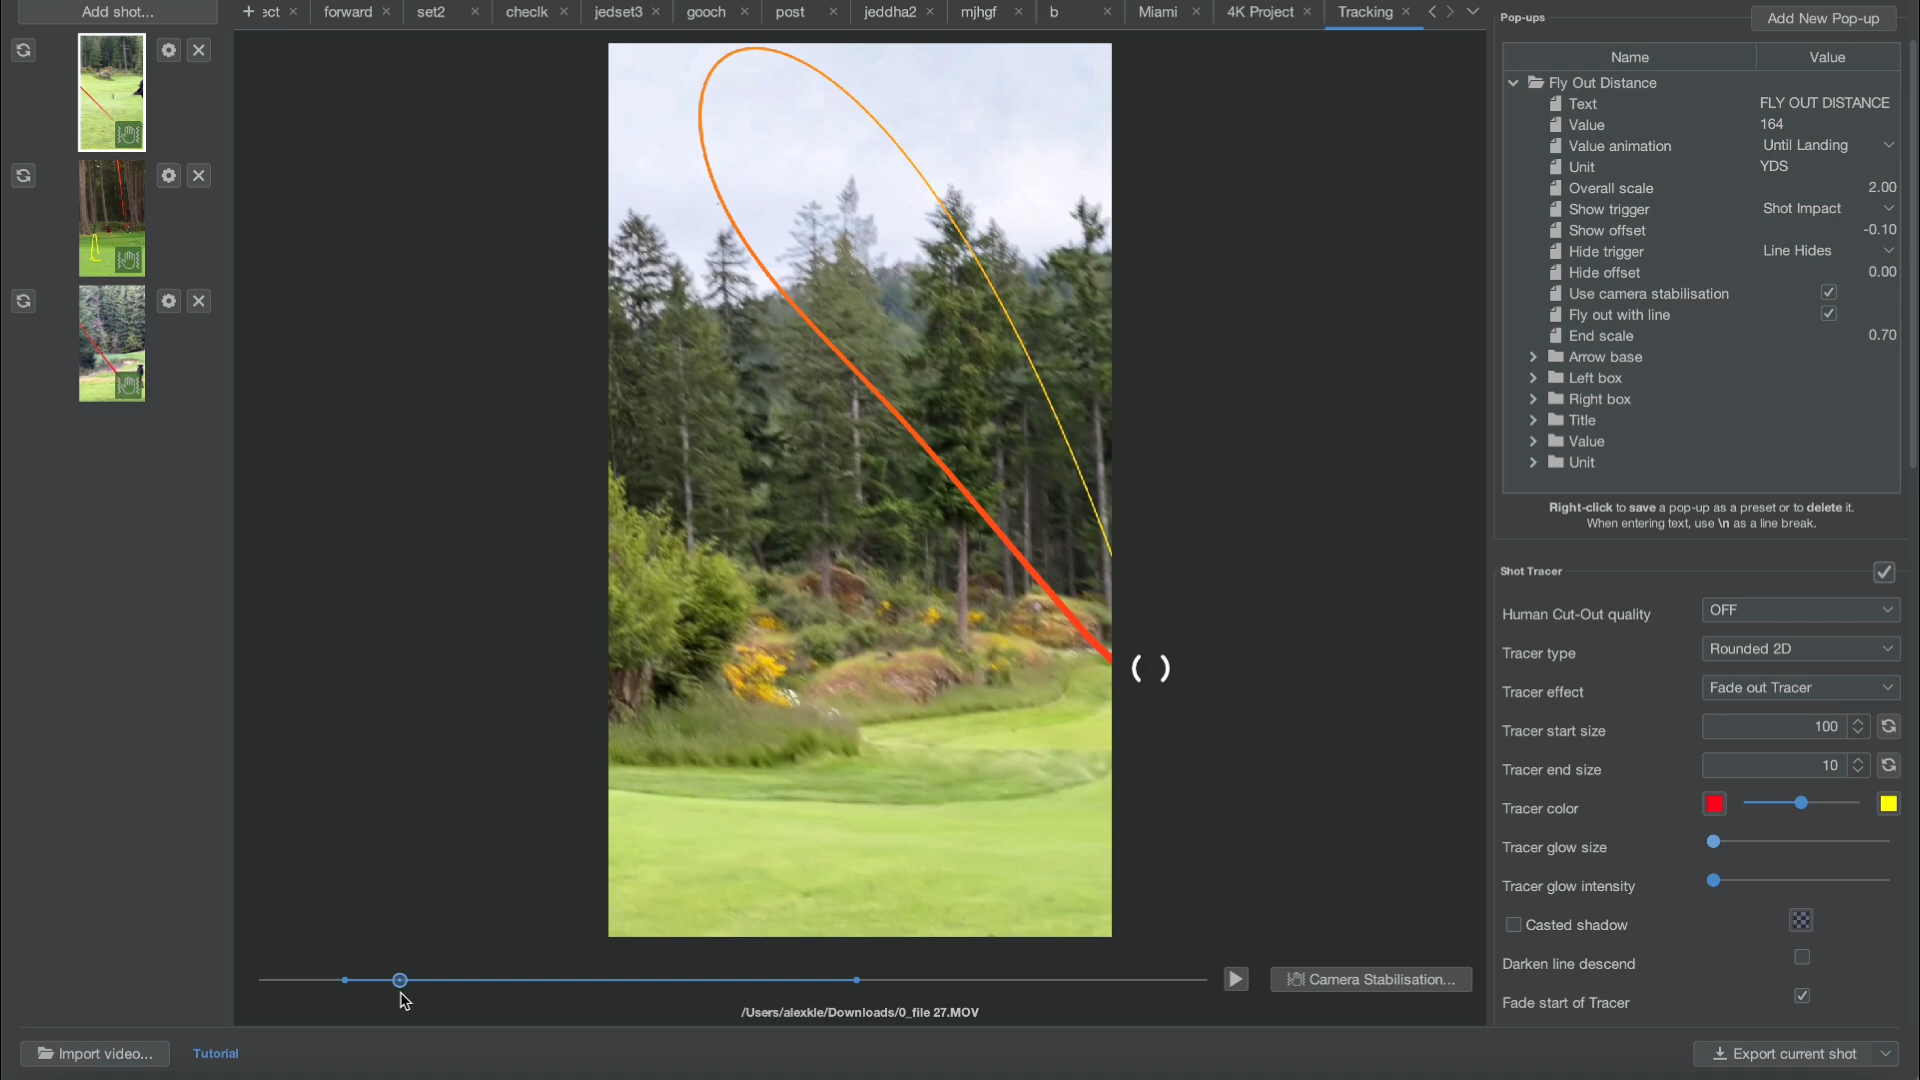 Add shot...
ect
forward
set2
checlk
jedset3
gooch
post
jeddha2
mjhgf
b
Miami
4K Project
Tracking
Pop-ups
Add New Pop-up
Name
Value
Fly Out Distance
Text
FLY OUT DISTANCE
Value
164
Value animation
Until Landing
Unit
YDS
Overall scale
2.00
Show trigger
Shot Impact
Show offset
-0.10
Hide trigger
Line Hides
Hide offset
0.00
Use camera stabilisation
Fly out with line
End scale
0.70
Arrow base
Left box
Right box
Title
Value
Unit
Right-click to save a pop-up as a preset or to delete it.
When entering text, use \n as a line break.
Shot Tracer
Human Cut-Out quality
OFF
Tracer type
Rounded 2D
Tracer effect
Fade out Tracer
Tracer start size
100
Tracer end size
10
Tracer color
Tracer glow size
Tracer glow intensity
Casted shadow
Darken line descend
Fade start of Tracer
Camera Stabilisation...
/Users/alexkle/Downloads/0_file 27.MOV
Import video...
Tutorial
Export current shot